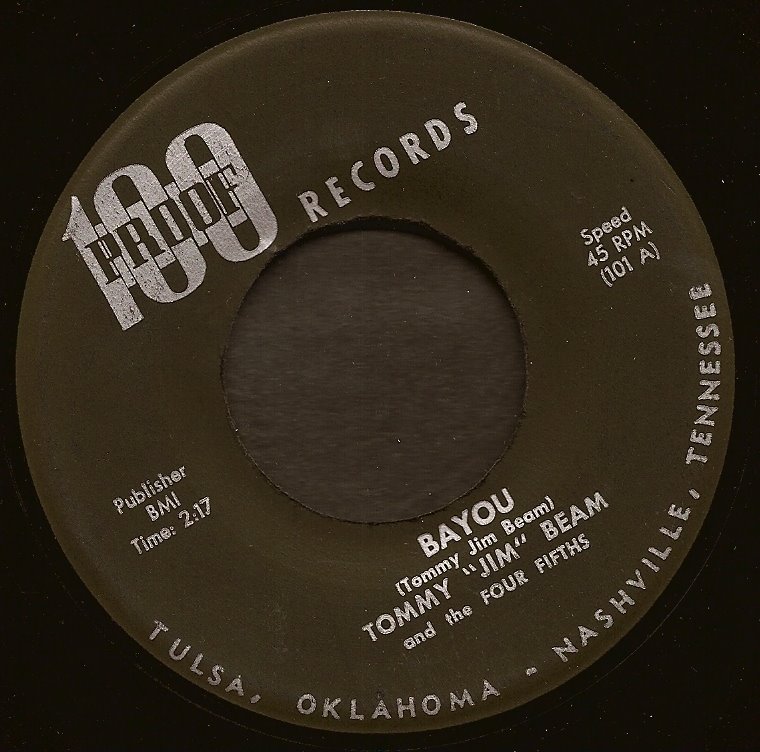 100
PROOF
RECORDS
Speed
45 RPM
(101 A)
Publisher
BMI
Time: 2:17
BAYOU
(Tommy Jim Beam)
TOMMY "JIM" BEAM
and the FOUR FIFTHS
TULSA, OKLAHOMA - NASHVILLE, TENNESSEE